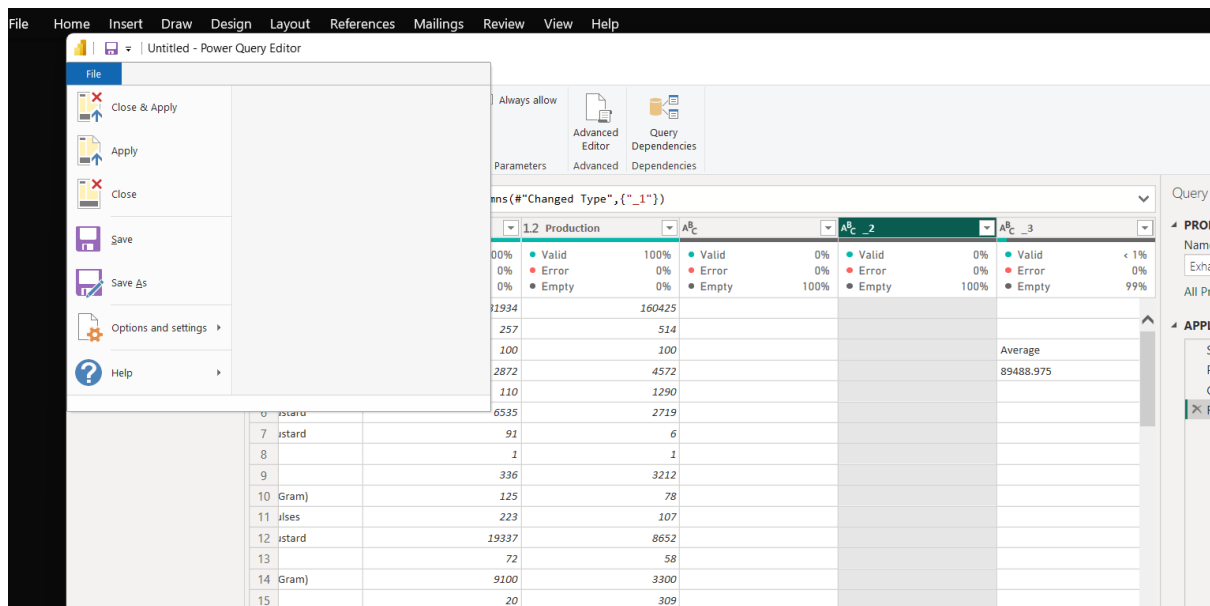 File Home Insert Draw Design Layout References Mailings Review View Help
Untitled - Power Query Editor
File
Close & Apply
Apply
Close
Save
Save As
Options and settings
Help
Always allow
Advanced Editor
Query Dependencies
Parameters Advanced Dependencies
(#"Changed Type",{"_1"})
Query
1.2 Production ABC ABC _2 ABC _3
00% Valid 100% Valid 0% Valid 0% Valid < 1%
0% Error 0% Error 0% Error 0% Error 0%
0% Empty 0% Empty 100% Empty 100% Empty 99%
All
160425
257 514
100 100 Average
2872 4572 89488.975
110 1290
6 ustard 6535 2719
7 ustard 91 6
8 1 1
9 336 3212
10 Gram) 125 78
11 ulses 223 107
12 ustard 19337 8652
13 72 58
14 Gram) 9100 3300
15 20 309